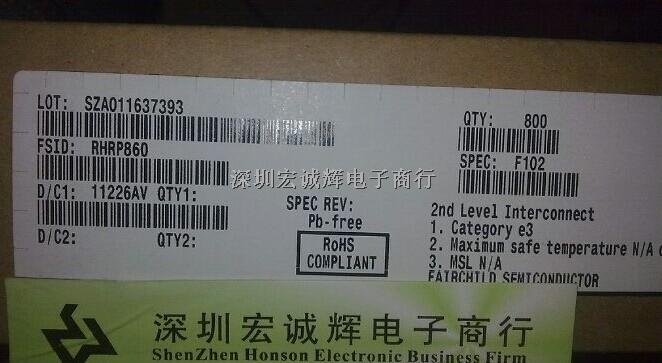 LOT: SZA011637393
QTY: 800
FSID: RHRP860
SPEC: F102
深圳宏诚辉电子商行
D/C1: 11226AV QTY1:
SPEC REV:
Pb-free
D/C2: QTY2:
RoHS
COMPLIANT
2nd Level Interconnect
1. Category e3
2. Maximum safe temperature N/A
3. MSL N/A
FAIRCHILD SEMICONDUCTOR
深圳宏诚辉电子商行
ShenZhen Honson Electronic Business Firm